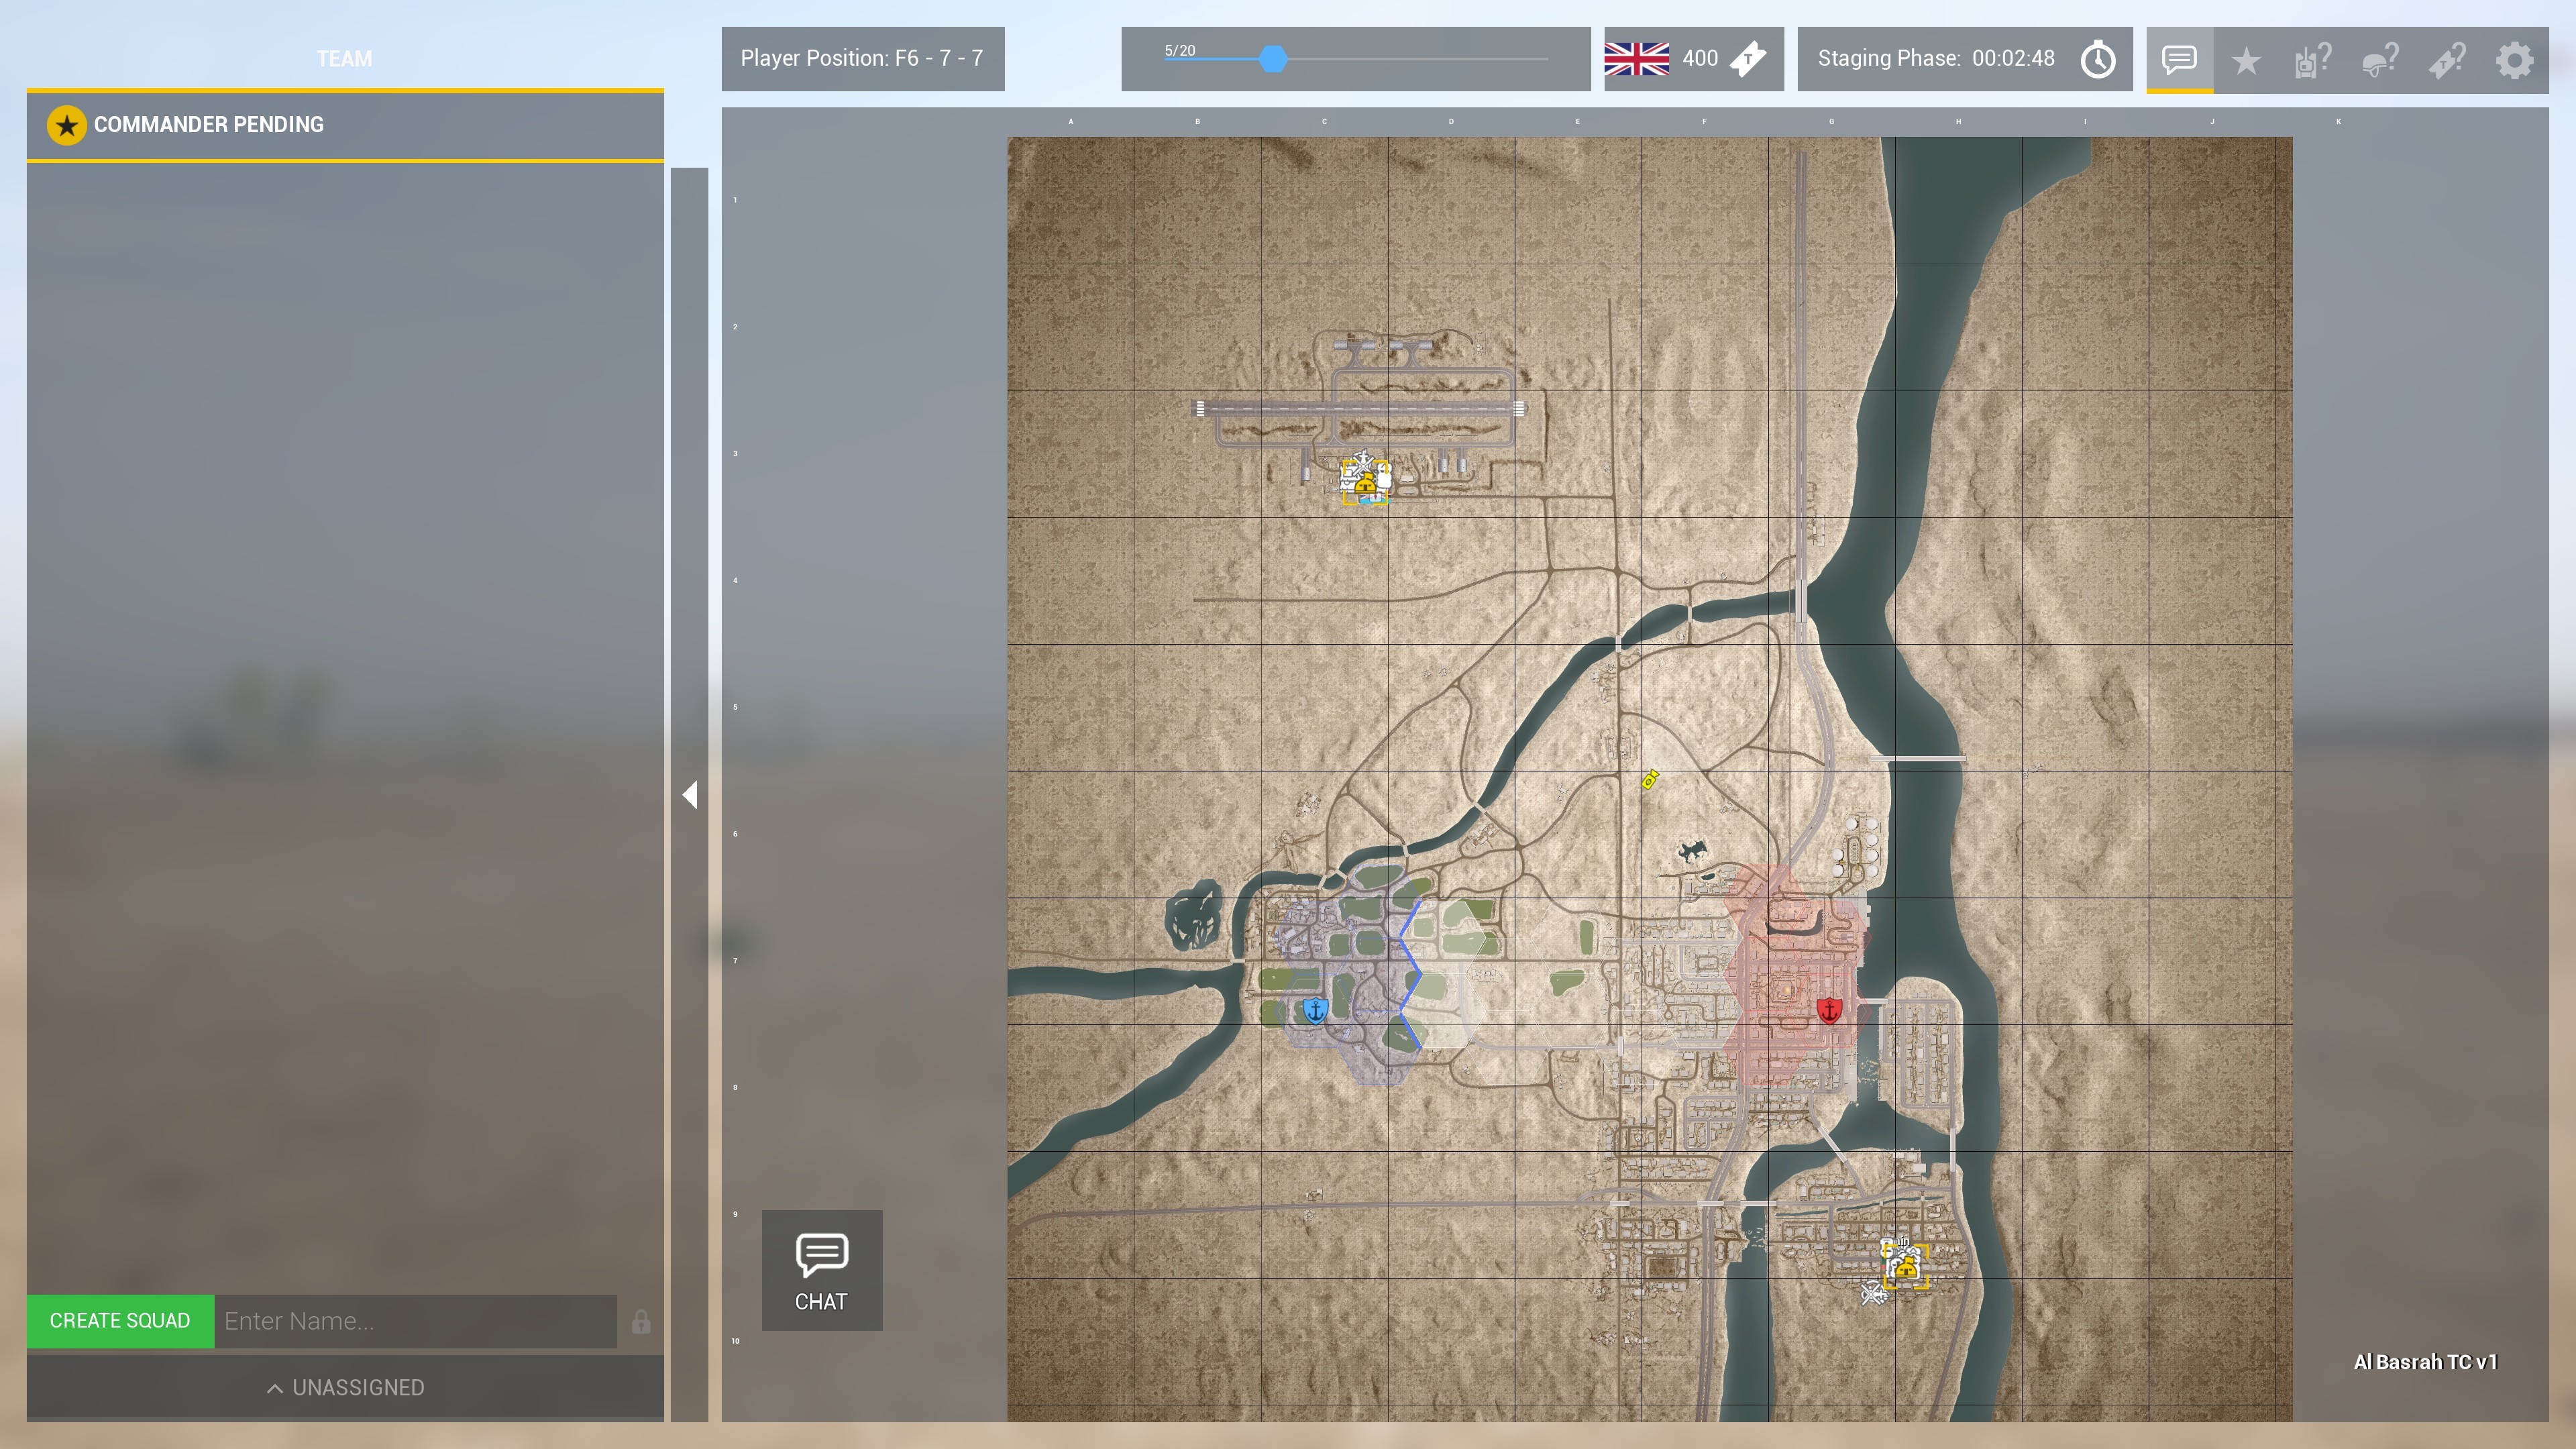 TEAM
Player Position: F6 - 7 - 7
5/20
400
Staging Phase: 00:02:48
COMMANDER PENDING
A B C D E F G H I J K
1
2
3
4
5
6
7
8
9
10
CHAT
CREATE SQUAD
Enter Name...
UNASSIGNED
Al Basrah TC v1